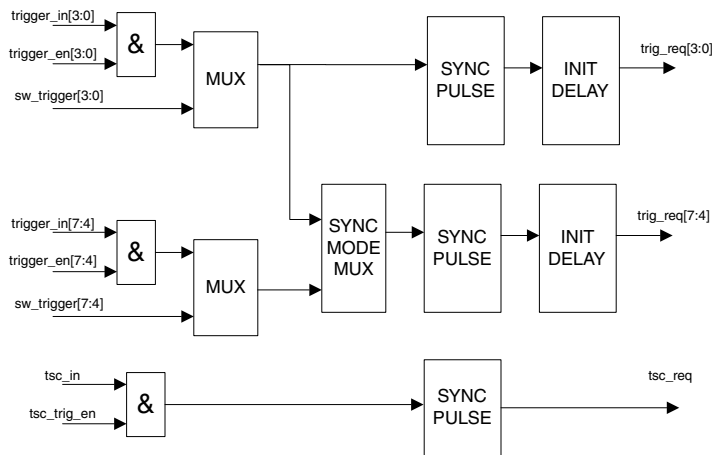 trigger_in[3:0]
trigger_en[3:0]
&
sw_trigger[3:0]
MUX
SYNC
PULSE
INIT
DELAY
trig_req[3:0]
trigger_in[7:4]
trigger_en[7:4]
&
sw_trigger[7:4]
MUX
SYNC
MODE
MUX
SYNC
PULSE
INIT
DELAY
trig_req[7:4]
tsc_in
tsc_trig_en
&
SYNC
PULSE
tsc_req